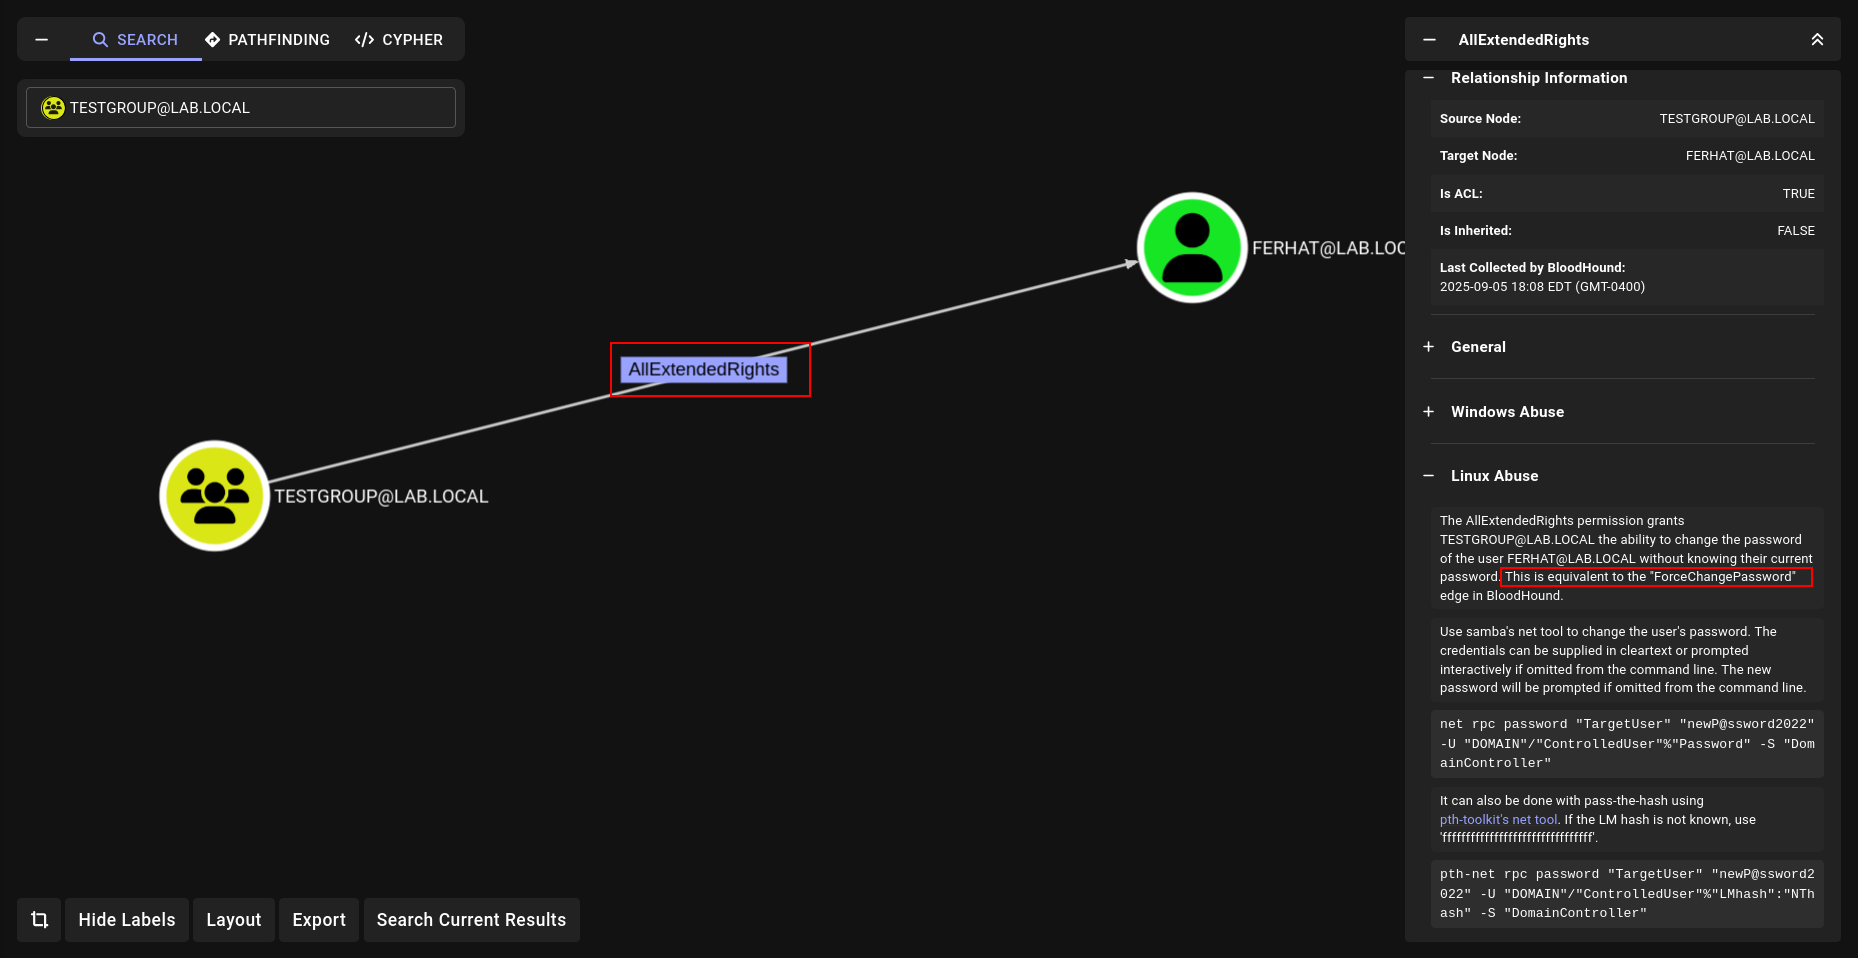 SEARCH
PATHFINDING
CYPHER
TESTGROUP@LAB.LOCAL
FERHAT@LAB.LOC
AllExtendedRights
TESTGROUP@LAB.LOCAL
Hide Labels
Layout
Export
Search Current Results
AllExtendedRights
Relationship Information
Source Node: TESTGROUP@LAB.LOCAL
Target Node: FERHAT@LAB.LOCAL
Is ACL: TRUE
Is Inherited: FALSE
Last Collected by BloodHound:
2025-09-05 18:08 EDT (GMT-0400)
General
Windows Abuse
Linux Abuse
The AllExtendedRights permission grants
TESTGROUP@LAB.LOCAL the ability to change the password
of the user FERHAT@LAB.LOCAL without knowing their current
password. This is equivalent to the "ForceChangePassword"
edge in BloodHound.
Use samba's net tool to change the user's password. The
credentials can be supplied in cleartext or prompted
interactively if omitted from the command line. The new
password will be prompted if omitted from the command line.
net rpc password "TargetUser" "newP@ssword2022"
-U "DOMAIN"/"ControlledUser"%"Password" -S "Dom
ainController"
It can also be done with pass-the-hash using
pth-toolkit's net tool. If the LM hash is not known, use
'ffffffffffffffffffffffffffffffff'.
pth-net rpc password "TargetUser" "newP@ssword2
022" -U "DOMAIN"/"ControlledUser"%"LMhash":"NTh
ash" -S "DomainController"